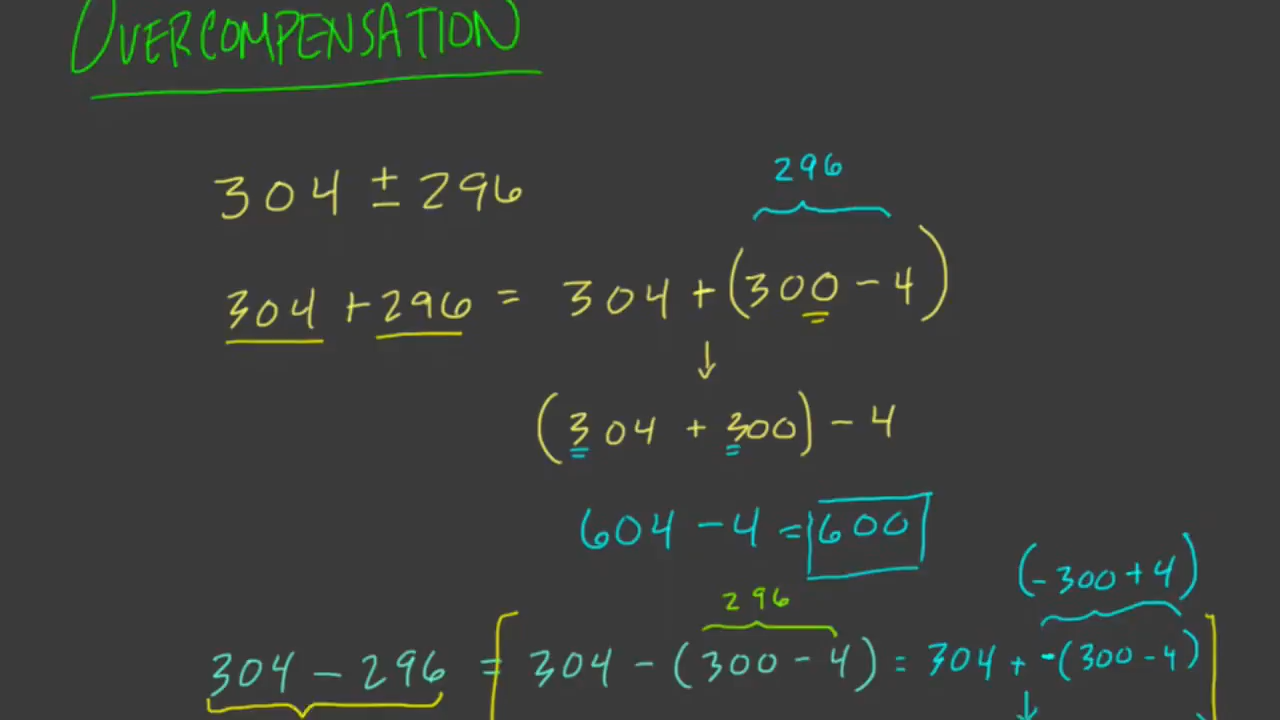 OVERCOMPENSATION
304 ± 296
296
304 + 296 = 304 + (300 - 4)
↓
(304 + 300) - 4
604 - 4 = 600
(-300 + 4)
296
304 - 296 = [304 - (300 - 4) = 304 + -(300 - 4)]
↓